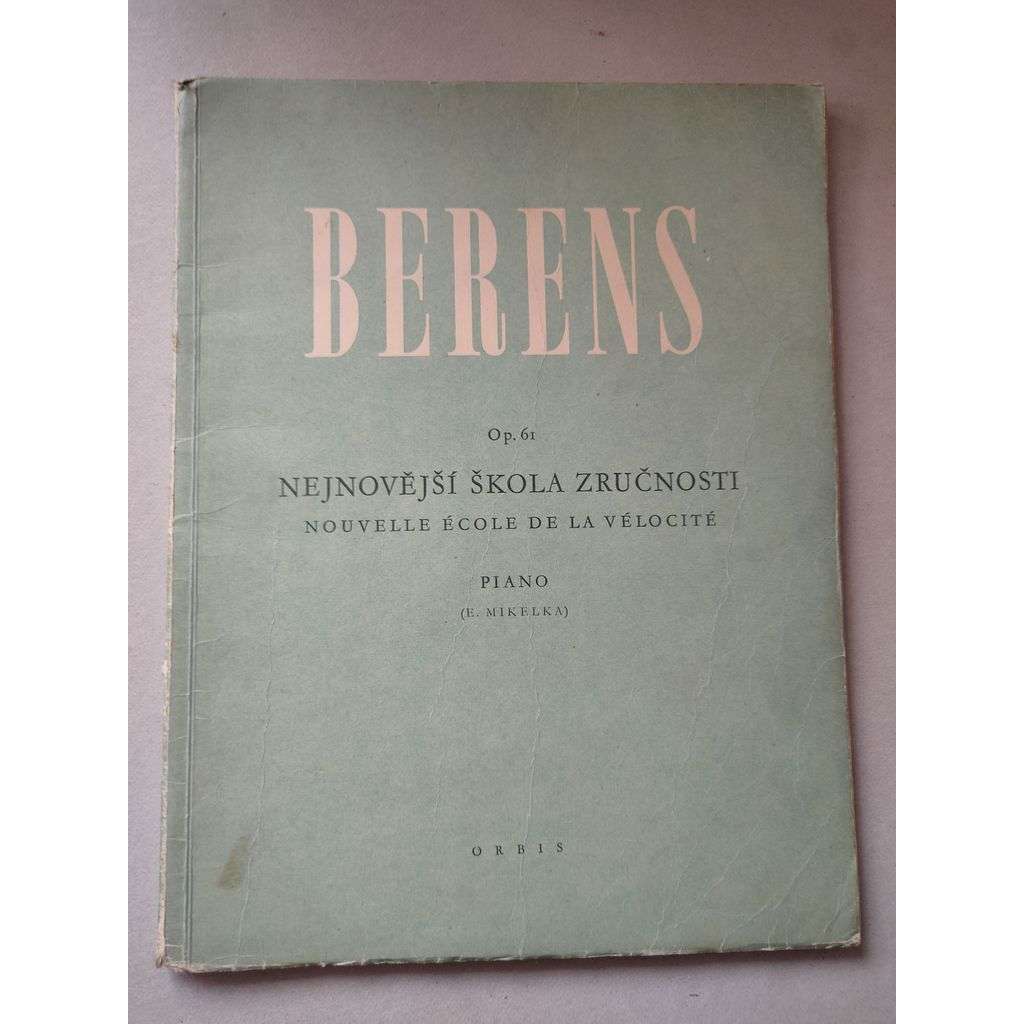 BERENS
Op. 61
NEJNOVĚJŠÍ ŠKOLA ZRUČNOSTI
NOUVELLE ÉCOLE DE LA VÉLOCITÉ
PIANO
(E. MIKELKA)
ORBIS